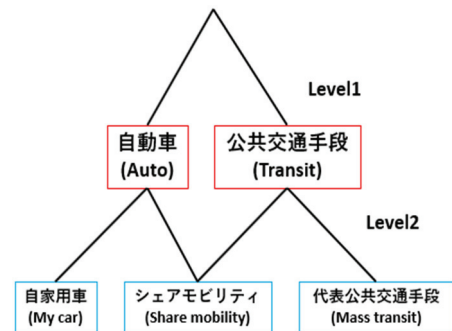 Level1
自動車
(Auto)
公共交通手段
(Transit)
Level2
自家用車
(My car)
シェアモビリティ
(Share mobility)
代表公共交通手段
(Mass transit)